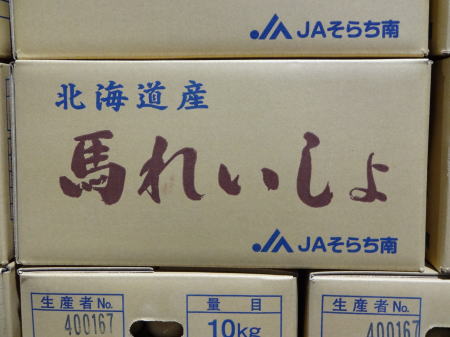 JAそらち南
北海道産
馬れいしょ
JAそらち南
生産者No.
400167
量目
10kg
生産者No.
400167